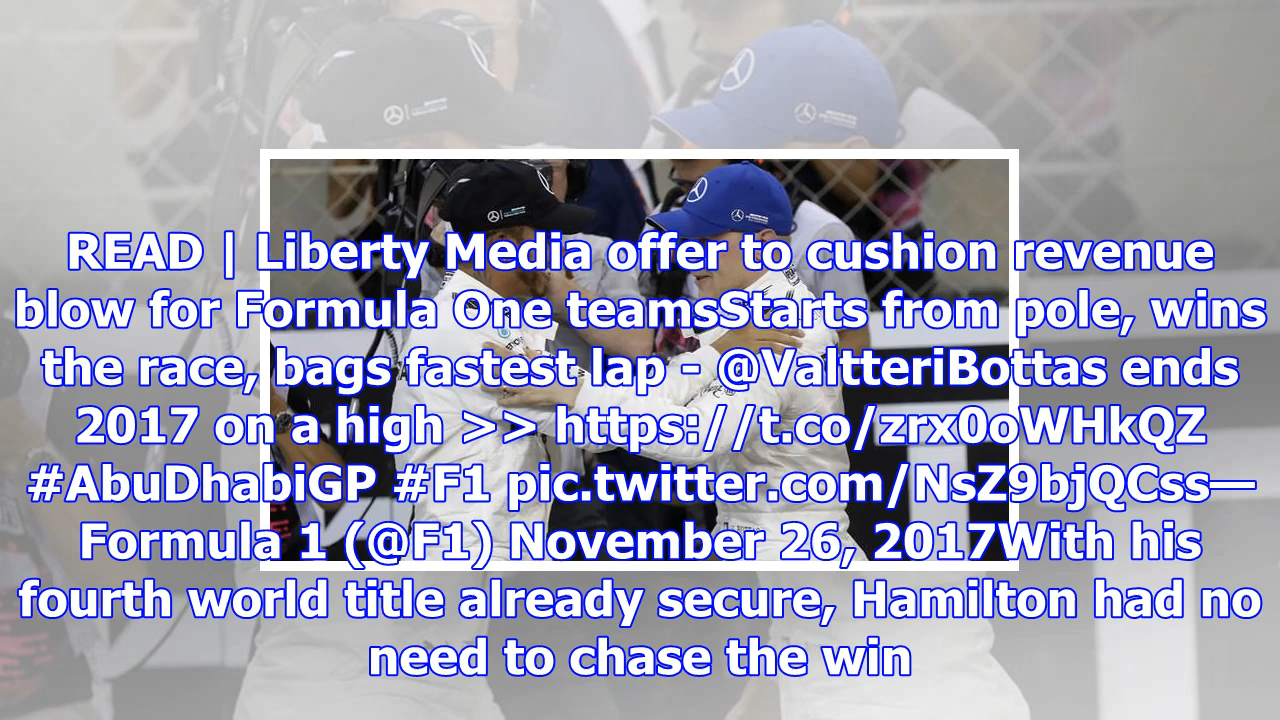 READ | Liberty Media offer to cushion revenue
blow for Formula One teamsStarts from pole, wins
the race, bags fastest lap - @ValtteriBottas ends
2017 on a high >> https://t.co/zrx0oWHkQZ
#AbuDhabiGP #F1 pic.twitter.com/NsZ9bjQCss—
Formula 1 (@F1) November 26, 2017With his
fourth world title already secure, Hamilton had no
need to chase the win